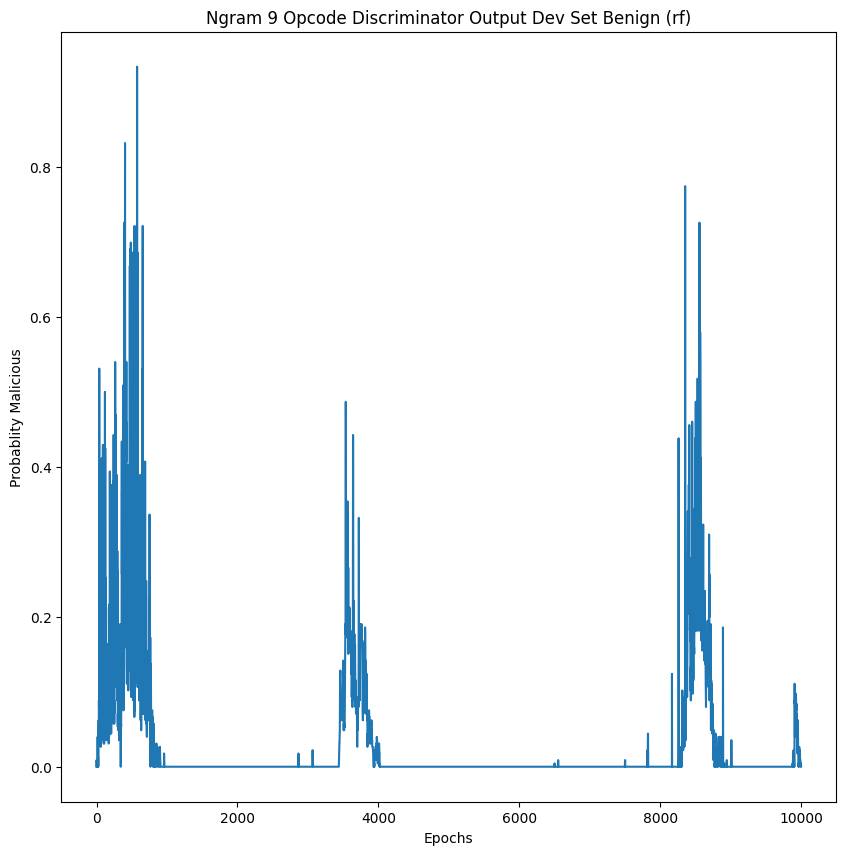 Ngram 9 Opcode Discriminator Output Dev Set Benign (rf)
Probablity Malicious
0.8
0.6
0.4
0.2
0.0
0 2000 4000 6000 8000 10000
Epochs